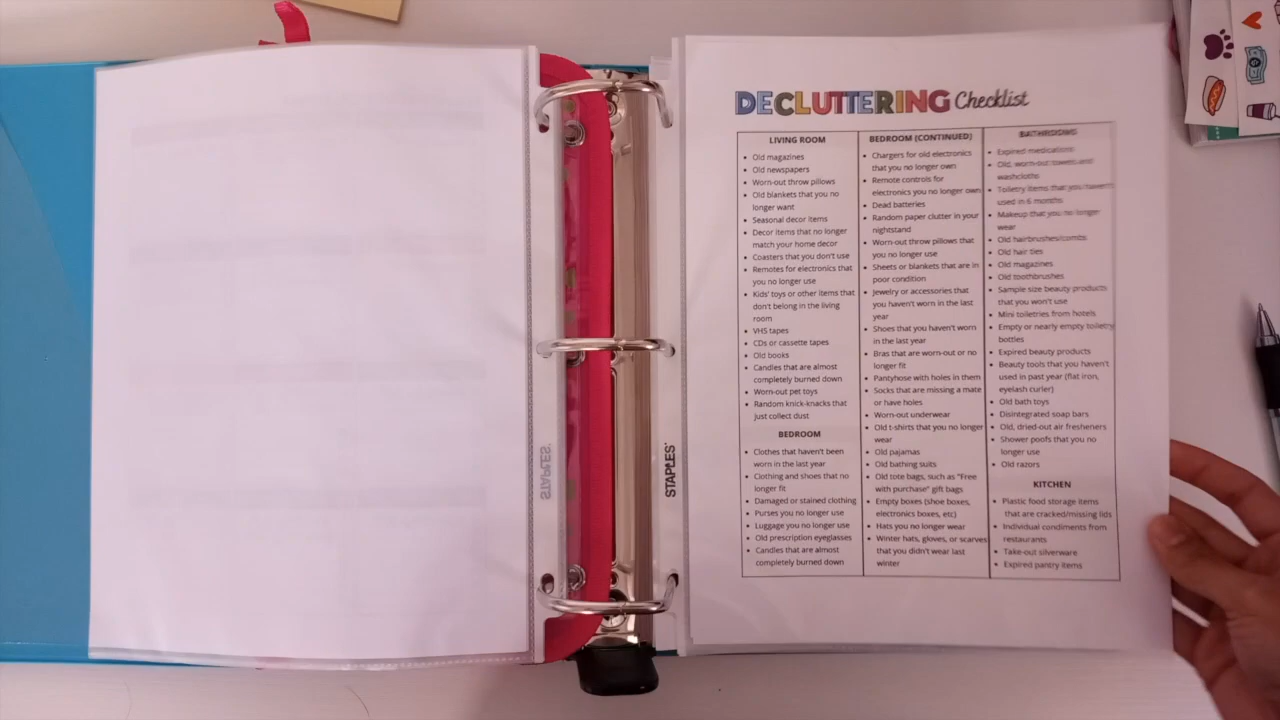 DECLUTTERING Checklist
LIVING ROOM
• Old magazines
• Old newspapers
• Worn-out throw pillows
• Old blankets that you no
longer want
• Seasonal decor items
• Decor items that no longer
match your home decor
• Coasters that you don't use
• Remotes for electronics that
you no longer use
• Kids' toys or other items that
don't belong in the living
room
• VHS tapes
• CDs or cassette tapes
• Old books
• Candles that are almost
completely burned down
• Worn-out pet toys
• Random knick-knacks that
just collect dust
BEDROOM
• Clothes that haven't been
worn in the last year
• Clothing and shoes that no
longer fit
• Damaged or stained clothing
• Purses you no longer use
• Luggage you no longer use
• Old prescription eyeglasses
• Candles that are almost
completely burned down
BEDROOM (CONTINUED)
• Chargers for old electronics
that you no longer own
• Remote controls for
electronics you no longer own
• Dead batteries
• Random paper clutter in your
nightstand
• Worn-out throw pillows that
you no longer use
• Sheets or blankets that are in
poor condition
• Jewelry or accessories that
you haven't worn in the last
year
• Shoes that you haven't worn
in the last year
• Bras that are worn-out or no
longer fit
• Pantyhose with holes in them
• Socks that are missing a mate
or have holes
• Worn-out underwear
• Old t-shirts that you no longer
wear
• Old pajamas
• Old bathing suits
• Old tote bags, such as "Free
with purchase" gift bags
• Empty boxes (shoe boxes,
electronics boxes, etc)
• Hats you no longer wear
• Winter hats, gloves, or scarves
that you didn't wear last
winter
BATHROOMS
• Expired medications
• Old, worn-out towels and
washcloths
• Toiletry items that you haven't
used in 6 months
• Makeup that you no longer
wear
• Old hairbrushes/combs
• Old hair ties
• Old magazines
• Old toothbrushes
• Sample size beauty products
that you won't use
• Mini toiletries from hotels
• Empty or nearly empty toiletry
bottles
• Expired beauty products
• Beauty tools that you haven't
used in past year (flat iron,
eyelash curler)
• Old bath toys
• Disintegrated soap bars
• Old, dried-out air fresheners
• Shower poofs that you no
longer use
• Old razors
KITCHEN
• Plastic food storage items
that are cracked/missing lids
• Individual condiments from
restaurants
• Take-out silverware
• Expired pantry items
STAPLES
STAPLES